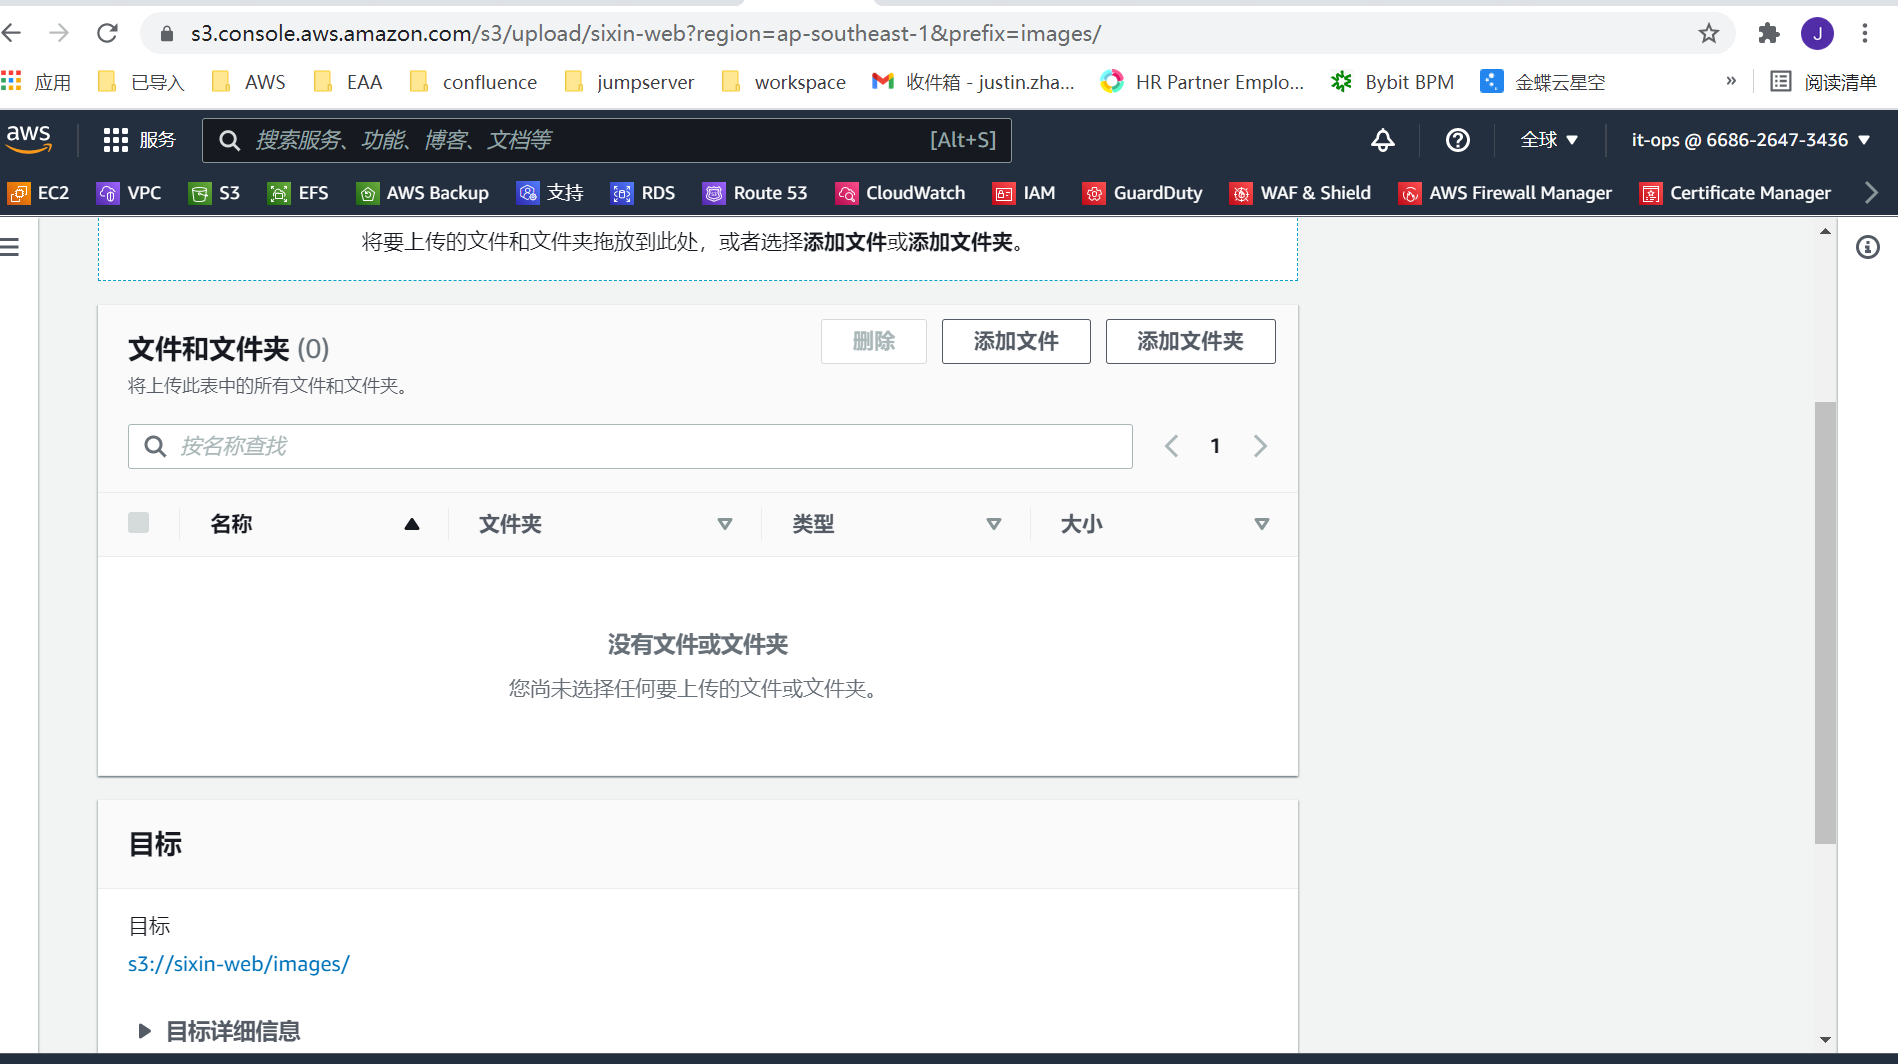 s3.console.aws.amazon.com/s3/upload/sixin-web?region=ap-southeast-1&prefix=images/
J
应用 已导入 AWS EAA confluence jumpserver workspace 收件箱 - justin.zha... HR Partner Emplo... Bybit BPM 金蝶云星空 » 阅读清单
aws 服务 搜索服务、功能、博客、文档等 [Alt+S] 全球 it-ops @ 6686-2647-3436
EC2 VPC S3 EFS AWS Backup 支持 RDS Route 53 CloudWatch IAM GuardDuty WAF & Shield AWS Firewall Manager Certificate Manager
将要上传的文件和文件夹拖放到此处，或者选择添加文件或添加文件夹。
文件和文件夹 (0) 删除 添加文件 添加文件夹
将上传此表中的所有文件和文件夹。
按名称查找 1
名称 文件夹 类型 大小
没有文件或文件夹
您尚未选择任何要上传的文件或文件夹。
目标
目标
s3://sixin-web/images/
目标详细信息